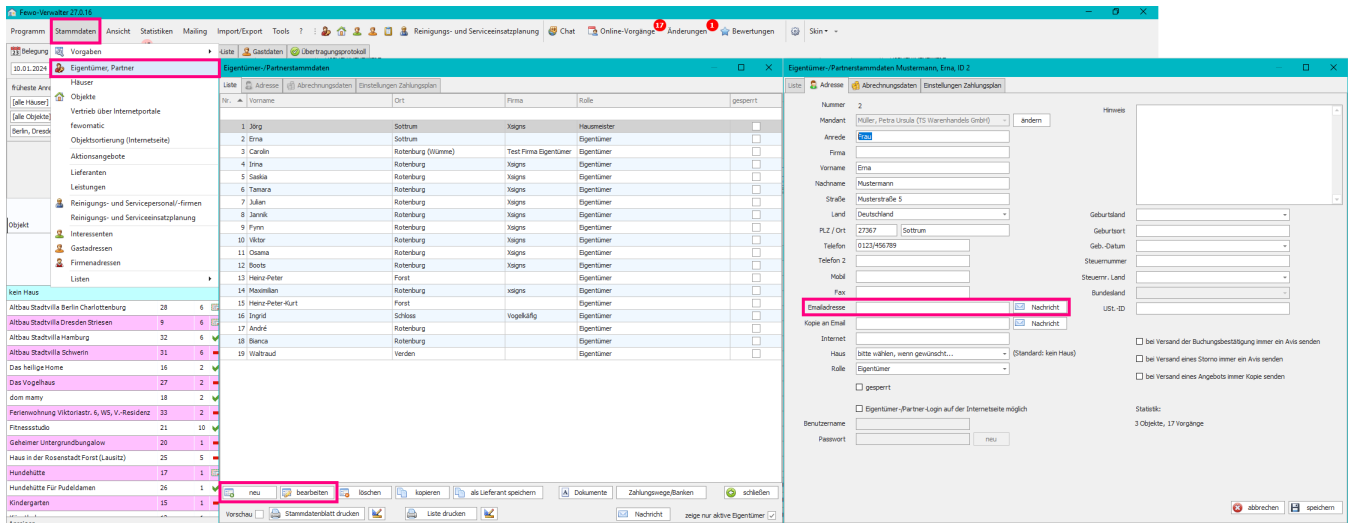 Fewo-Verwalter 27.0.16
Programm Stammdaten Ansicht Statistiken Mailing Import/Export Tools ? Reinigungs- und Serviceeinsatzplanung Chat Online-Vorgänge 17 Änderungen 1 Bewertungen Skin
Belegung
Vorgaben
-Liste Gastdaten Übertragungsprotokoll
10.01.2024
Eigentümer, Partner
früheste Anre
Häuser
[alle Häuser]
Objekte
[alle Objekte]
Vertrieb über Internetportale
Berlin, Dresde
fewomatic
Objektsortierung (Internetseite)
Aktionsangebote
Lieferanten
Leistungen
Reinigungs- und Servicepersonal/-firmen
Reinigungs- und Serviceeinsatzplanung
Objekt
Interessenten
Gastadressen
Firmenadressen
Listen
kein Haus
Altbau Stadtvilla Berlin Charlottenburg 28 6
Altbau Stadtvilla Dresden Striesen 9 6
Altbau Stadtvilla Hamburg 32 6
Altbau Stadtvilla Schwerin 31 6
Das heilige Home 16 2
Das Vogelhaus 27 2
dom mamy 18 2
Ferienwohnung Viktoriastr. 6, W5, V.-Residenz 33 2
Fitnessstudio 21 10
Geheimer Untergrundbungalow 20 1
Haus in der Rosenstadt Forst (Lausitz) 25 5
Hundehütte 17 1
Hundehütte Für Pudeldamen 26 1
Kindergarten 15 1
Eigentümer-/Partnerstammdaten
Liste Adresse Abrechnungsdaten Einstellungen Zahlungsplan
Nr. Vorname Ort Firma Rolle gesperrt
1 Jörg Sottrum Xsigns Hausmeister
2 Erna Sottrum Eigentümer
3 Carolin Rotenburg (Wümme) Test Firma Eigentümer Eigentümer
4 Irina Rotenburg Xsigns Eigentümer
5 Saskia Rotenburg Xsigns Eigentümer
6 Tamara Rotenburg Xsigns Eigentümer
7 Julian Rotenburg Xsigns Eigentümer
8 Jannik Rotenburg Xsigns Eigentümer
9 Fynn Rotenburg Xsigns Eigentümer
10 Viktor Rotenburg Xsigns Eigentümer
11 Osama Rotenburg Xsigns Eigentümer
12 Boots Rotenburg Xsigns Eigentümer
13 Heinz-Peter Forst Eigentümer
14 Maximilian Rotenburg xsigns Eigentümer
15 Heinz-Peter-Kurt Forst Eigentümer
16 Ingrid Schloss Vogelkäfig Eigentümer
17 André Rotenburg Eigentümer
18 Bianca Rotenburg Eigentümer
19 Waltraud Verden Eigentümer
neu bearbeiten löschen kopieren als Lieferant speichern Dokumente Zahlungswege/Banken schließen
Vorschau Stammdatenblatt drucken Liste drucken Nachricht zeige nur aktive Eigentümer
Eigentümer-/Partnerstammdaten Mustermann, Erna, ID 2
Liste Adresse Abrechnungsdaten Einstellungen Zahlungsplan
Nummer 2
Hinweis
Mandant Müller, Petra Ursula (TS Warenhandels GmbH) ändern
Anrede Frau
Firma
Vorname Erna
Nachname Mustermann
Straße Musterstraße 5
Land Deutschland
Geburtsland
PLZ / Ort 27367 Sottrum
Geburtsort
Telefon 0123/456789
Geb.-Datum
Telefon 2
Steuernummer
Mobil
Steuernr. Land
Fax
Bundesland
Emailadresse Nachricht
USt.-ID
Kopie an Email Nachricht
Internet
bei Versand der Buchungsbestätigung immer ein Avis senden
Haus bitte wählen, wenn gewünscht... (Standard: kein Haus)
bei Versand eines Storno immer ein Avis senden
Rolle Eigentümer
bei Versand eines Angebots immer Kopie senden
gesperrt
Eigentümer-/Partner-Login auf der Internetseite möglich
Statistik:
Benutzername
3 Objekte, 17 Vorgänge
Passwort neu
abbrechen speichern